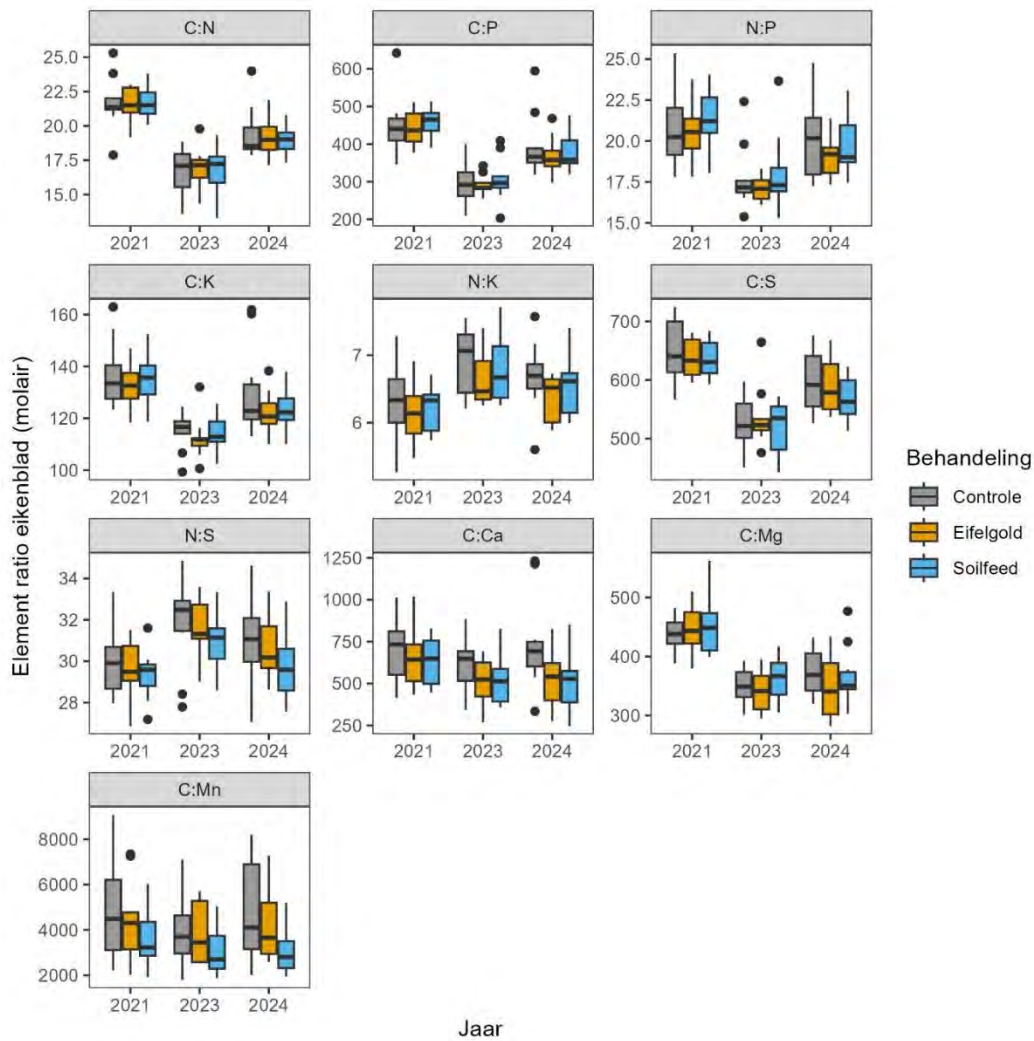 C:N
C:P
N:P
25.0
22.5
20.0
17.5
15.0
600
500
400
300
200
25.0
22.5
20.0
17.5
15.0
2021 2023 2024
2021 2023 2024
2021 2023 2024
C:K
N:K
C:S
160
140
120
100
7
6
700
600
500
2021 2023 2024
2021 2023 2024
2021 2023 2024
N:S
C:Ca
C:Mg
34
32
30
28
1250
1000
750
500
250
500
400
300
2021 2023 2024
2021 2023 2024
2021 2023 2024
C:Mn
8000
6000
4000
2000
2021 2023 2024
Element ratio eikenblad (molair)
Jaar
Behandeling
Controle
Eifelgold
Soilfeed